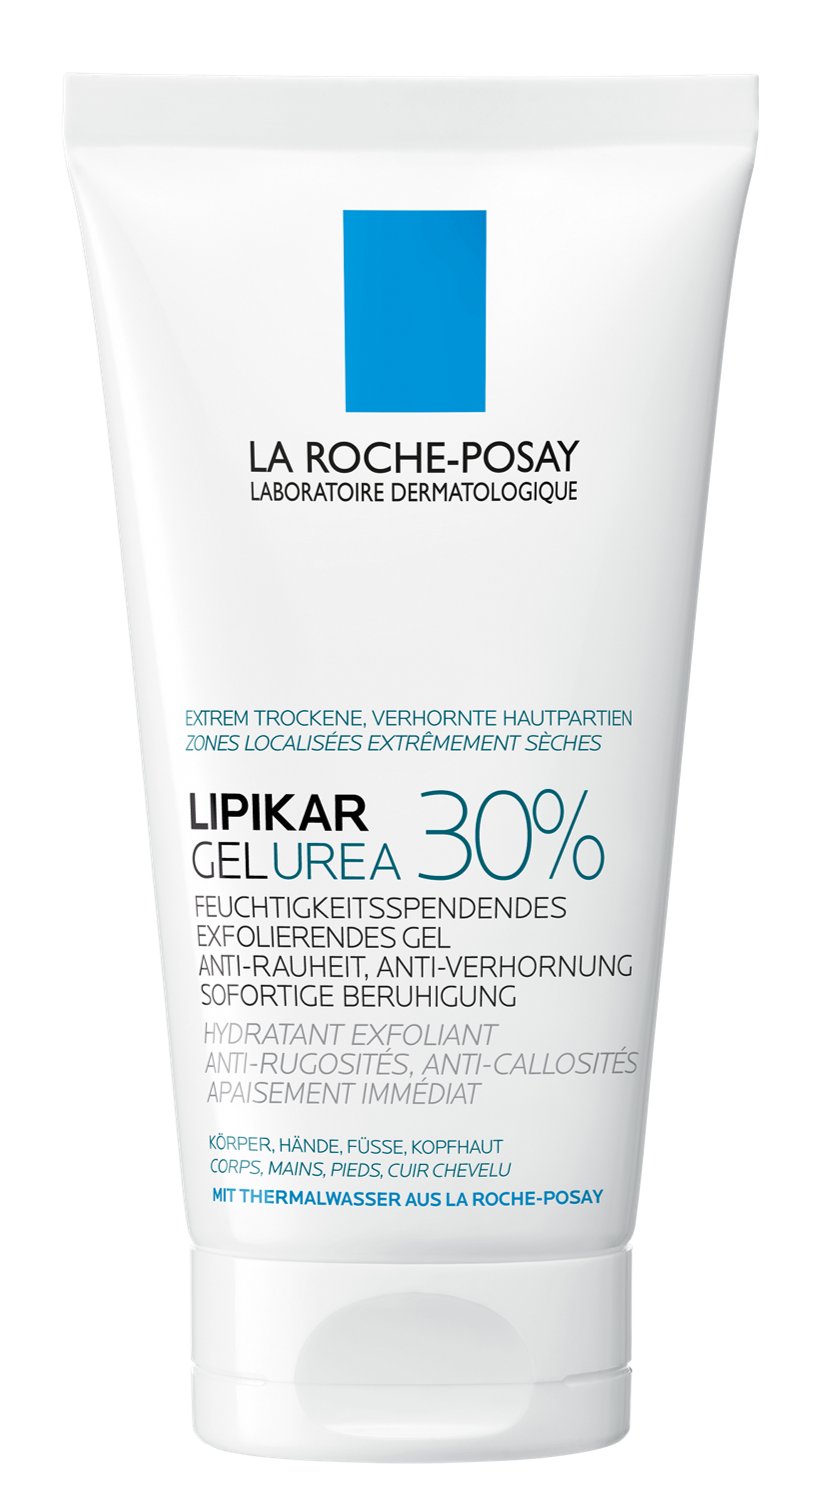 LA ROCHE-POSAY
LABORATOIRE DERMATOLOGIQUE
EXTREM TROCKENE, VERHORNTE HAUTPARTIEN
ZONES LOCALISÉES EXTRÊMEMENT SÈCHES
LIPIKAR
GEL UREA 30%
FEUCHTIGKEITSSPENDENDES
EXFOLIERENDES GEL
ANTI-RAUHEIT, ANTI-VERHORNUNG
SOFORTIGE BERUHIGUNG
HYDRATANT EXFOLIANT
ANTI-RUGOSITÉS, ANTI-CALLOSITÉS
APAISEMENT IMMÉDIAT
KÖRPER, HÄNDE, FÜSSE, KOPFHAUT
CORPS, MAINS, PIEDS, CUIR CHEVELU
MIT THERMALWASSER AUS LA ROCHE-POSAY